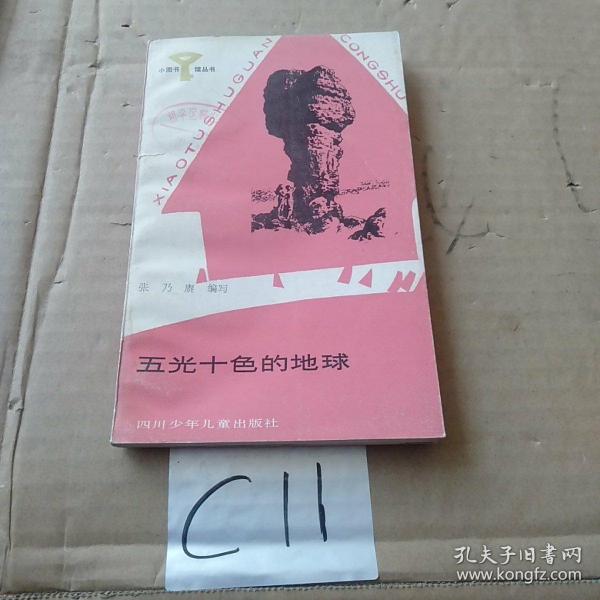 小图书馆丛书
XIAOTUSHUGUAN CONGSHU
张乃赓 编写
五光十色的地球
四川少年儿童出版社
C11
孔夫子旧书网
www.kongfz.com